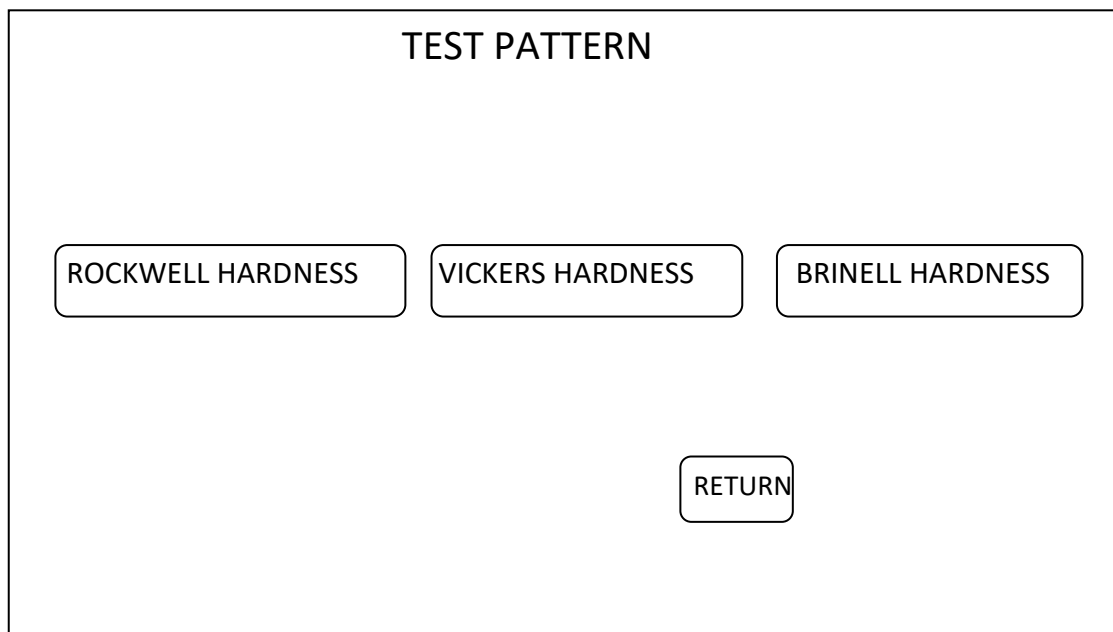 TEST PATTERN
ROCKWELL HARDNESS
VICKERS HARDNESS
BRINELL HARDNESS
RETURN